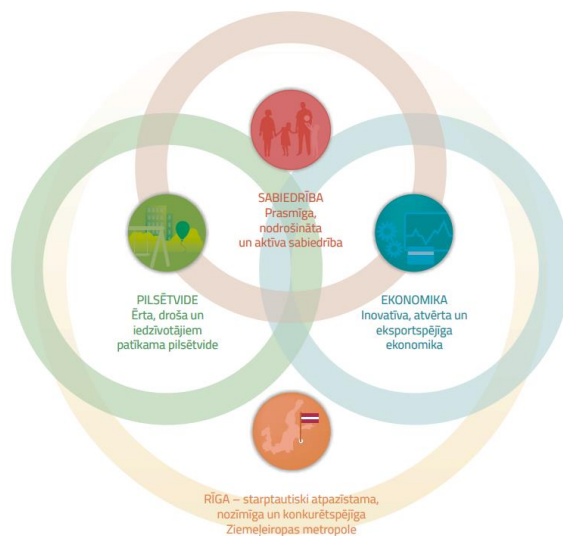 SABIEDRĪBA
Prasmīga,
nodrošināta
un aktīva sabiedrība
PILSĒTVIDE
Ērta, droša un
iedzīvotājiem
patīkama pilsētvide
EKONOMIKA
Inovatīva, atvērta un
eksportspējīga
ekonomika
RĪGA – starptautiski atpazīstama,
nozīmīga un konkurētspējīga
Ziemeļeiropas metropole